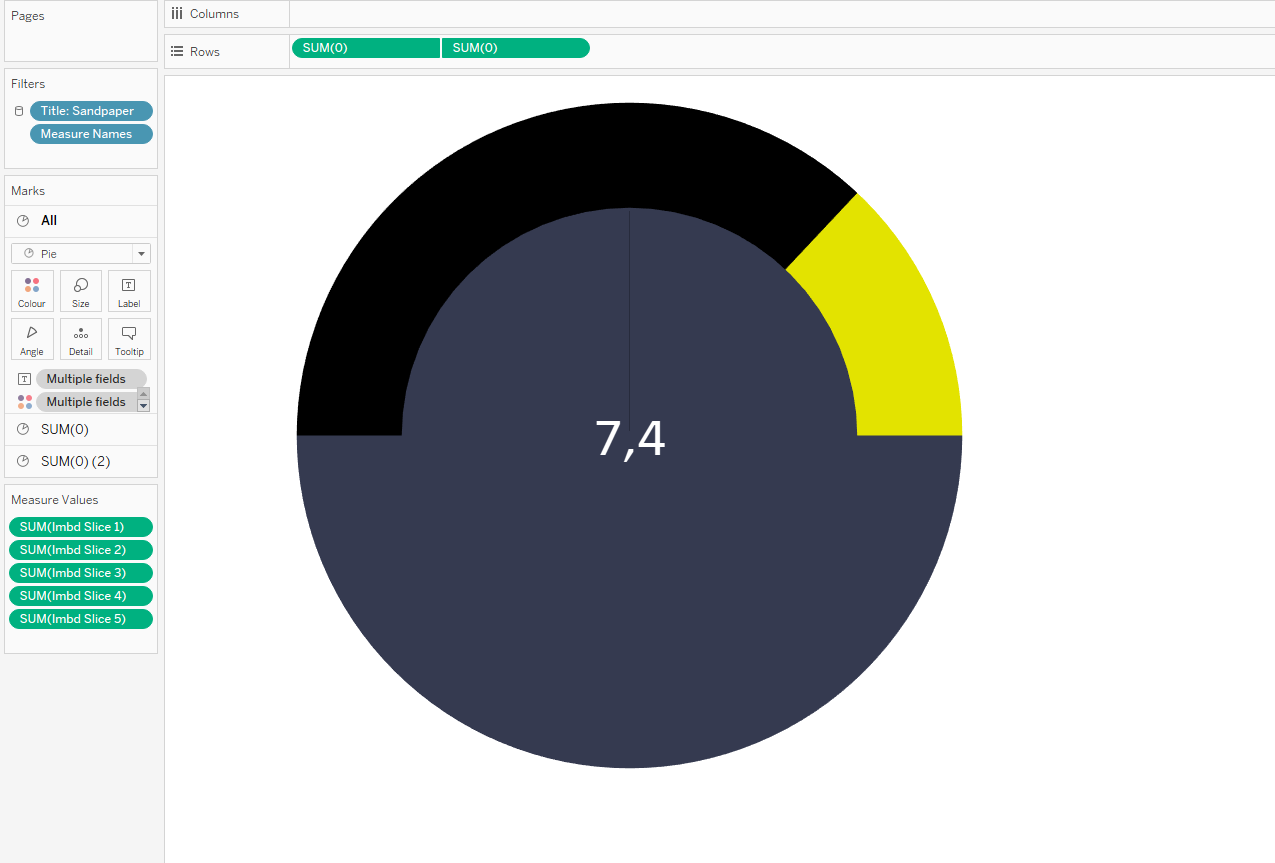 Pages
Columns
Rows
SUM(0) SUM(0)
Filters
Title: Sandpaper
Measure Names
Marks
All
Pie
Colour Size Label
Angle Detail Tooltip
T Multiple fields
Multiple fields
SUM(0)
SUM(0) (2)
Measure Values
SUM(Imbd Slice 1)
SUM(Imbd Slice 2)
SUM(Imbd Slice 3)
SUM(Imbd Slice 4)
SUM(Imbd Slice 5)
7,4